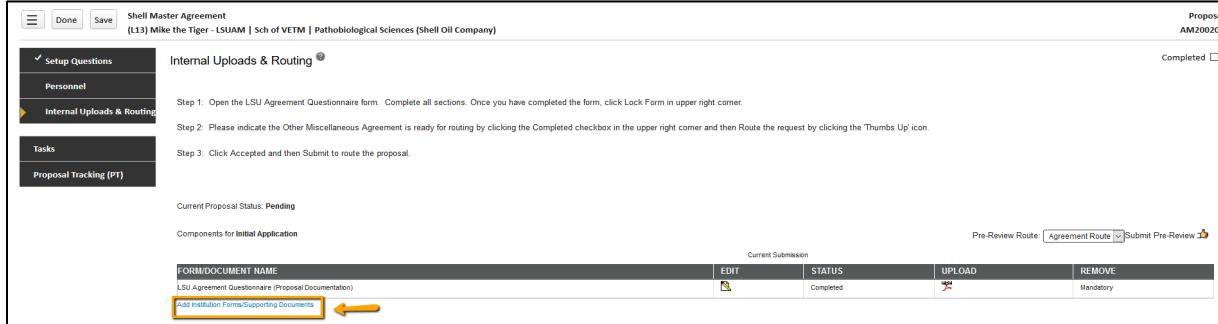 Done Save Shell Master Agreement
(L13) Mike the Tiger - LSUAM | Sch of VETM | Pathobiological Sciences (Shell Oil Company)
AM20020
Setup Questions
Personnel
Internal Uploads & Routing
Tasks
Proposal Tracking (PT)
Internal Uploads & Routing
Completed
Step 1: Open the LSU Agreement Questionnaire form. Complete all sections. Once you have completed the form, click Lock Form in upper right corner.
Step 2: Please indicate the Other Miscellaneous Agreement is ready for routing by clicking the Completed checkbox in the upper right corner and then Route the request by clicking the 'Thumbs Up' icon.
Step 3: Click Accepted and then Submit to route the proposal.
Current Proposal Status: Pending
Components for Initial Application
Pre-Review Route: Agreement Route Submit Pre-Review
Current Submission
FORM/DOCUMENT NAME EDIT STATUS UPLOAD REMOVE
LSU Agreement Questionnaire (Proposal Documentation) Completed Mandatory
Add Institution Forms/Supporting Documents